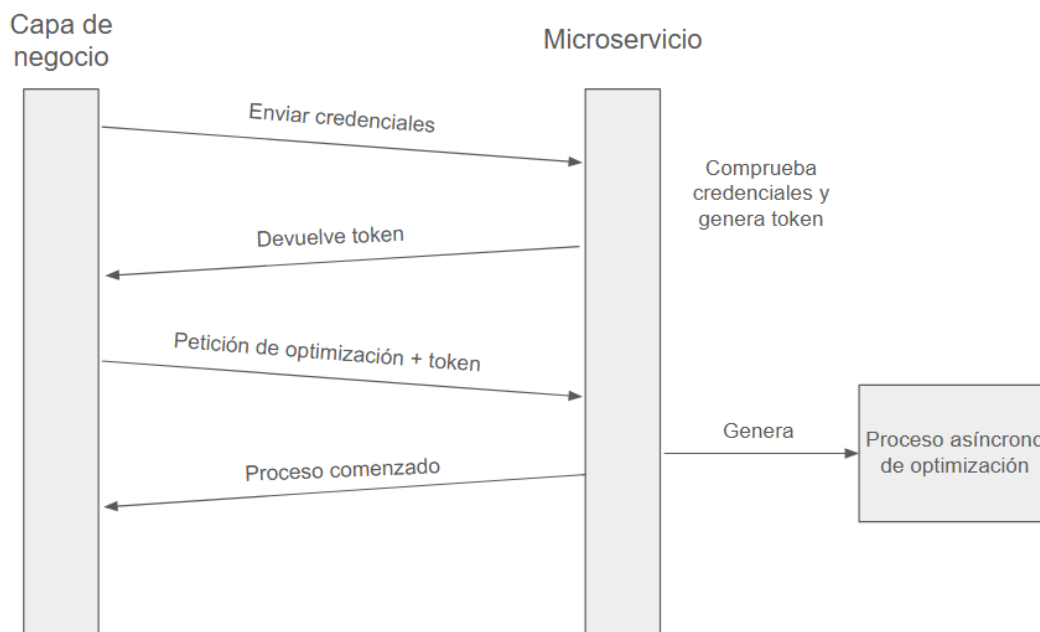 Capa de
negocio
Microservicio
Enviar credenciales
Comprueba
credenciales y
genera token
Devuelve token
Petición de optimización + token
Genera
Proceso asíncrono
de optimización
Proceso comenzado